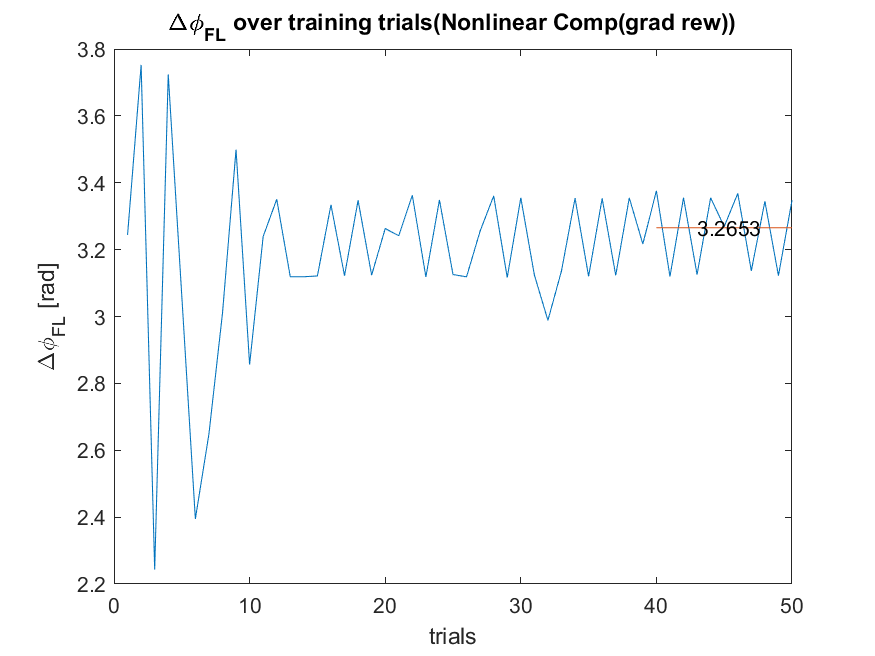 Δϕ_FL over training trials(Nonlinear Comp(grad rew))
3.8
3.6
3.4
3.2
3
2.8
2.6
2.4
2.2
Δϕ_FL [rad]
3.2653
0 10 20 30 40 50
trials